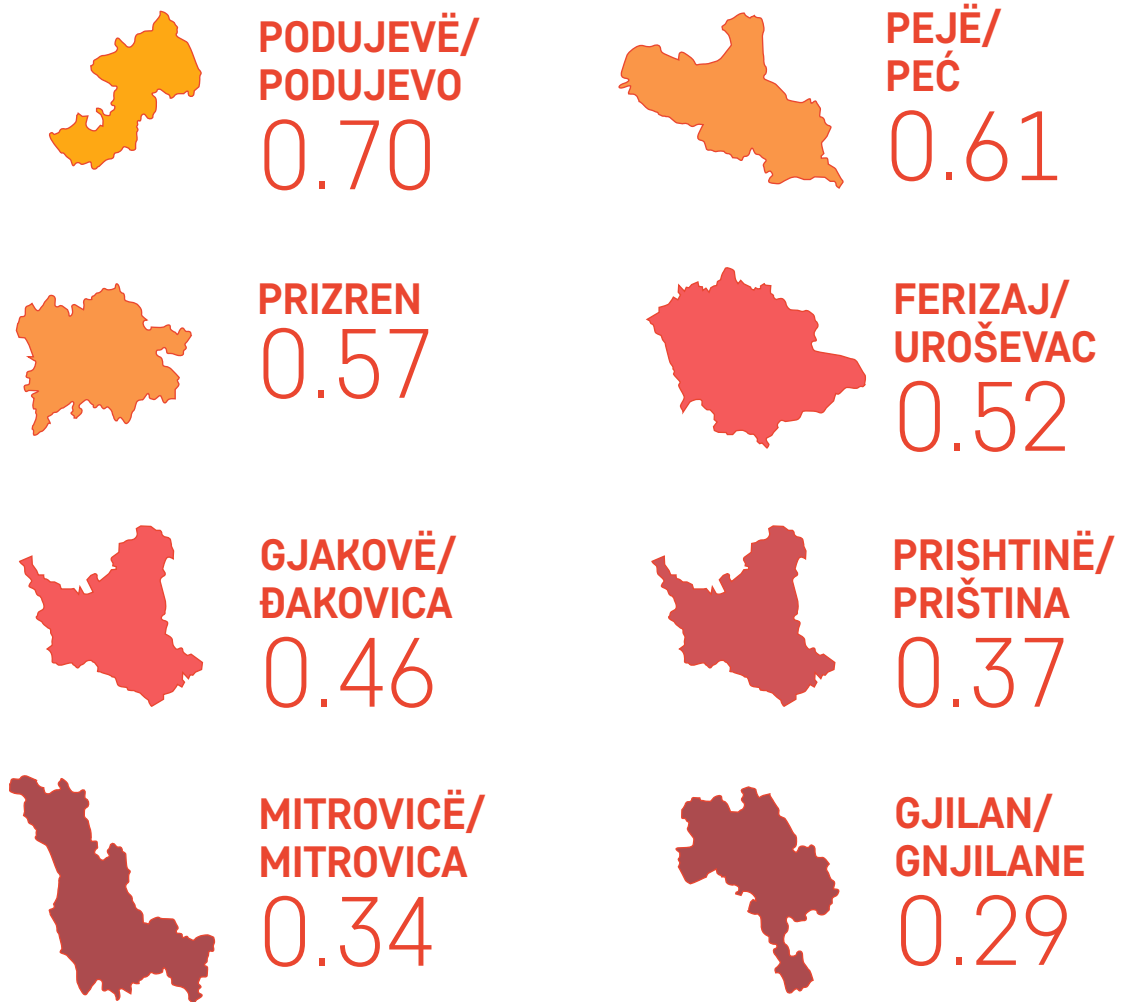 PODUJEVË/
PODUJEVO
0.70
PEJË/
PEĆ
0.61
PRIZREN
0.57
FERIZAJ/
UROŠEVAC
0.52
GJAKOVË/
ĐAKOVICA
0.46
PRISHTINË/
PRIŠTINA
0.37
MITROVICË/
MITROVICA
0.34
GJILAN/
GNJILANE
0.29